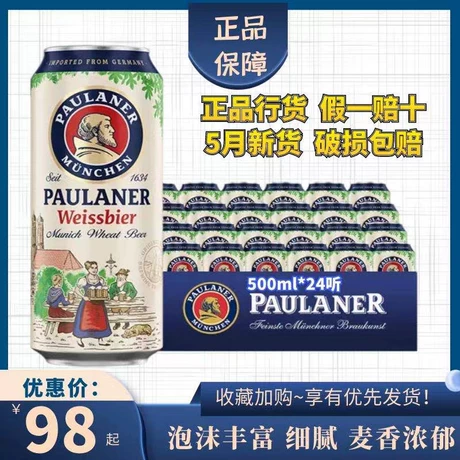 正品
保障
正品行货 假一赔十
5月新货 破损包赔
IMPORTED FROM GERMANY
PAULANER
MÜNCHEN
Seit 1634
PAULANER
Weissbier
Munich Wheat Beer
500ml*24听
PAULANER
MÜNCHEN
PAULANER
Feinste Münchner Braukunst
优惠价：
¥98起
收藏加购~享有优先发货！
泡沫丰富 细腻 麦香浓郁